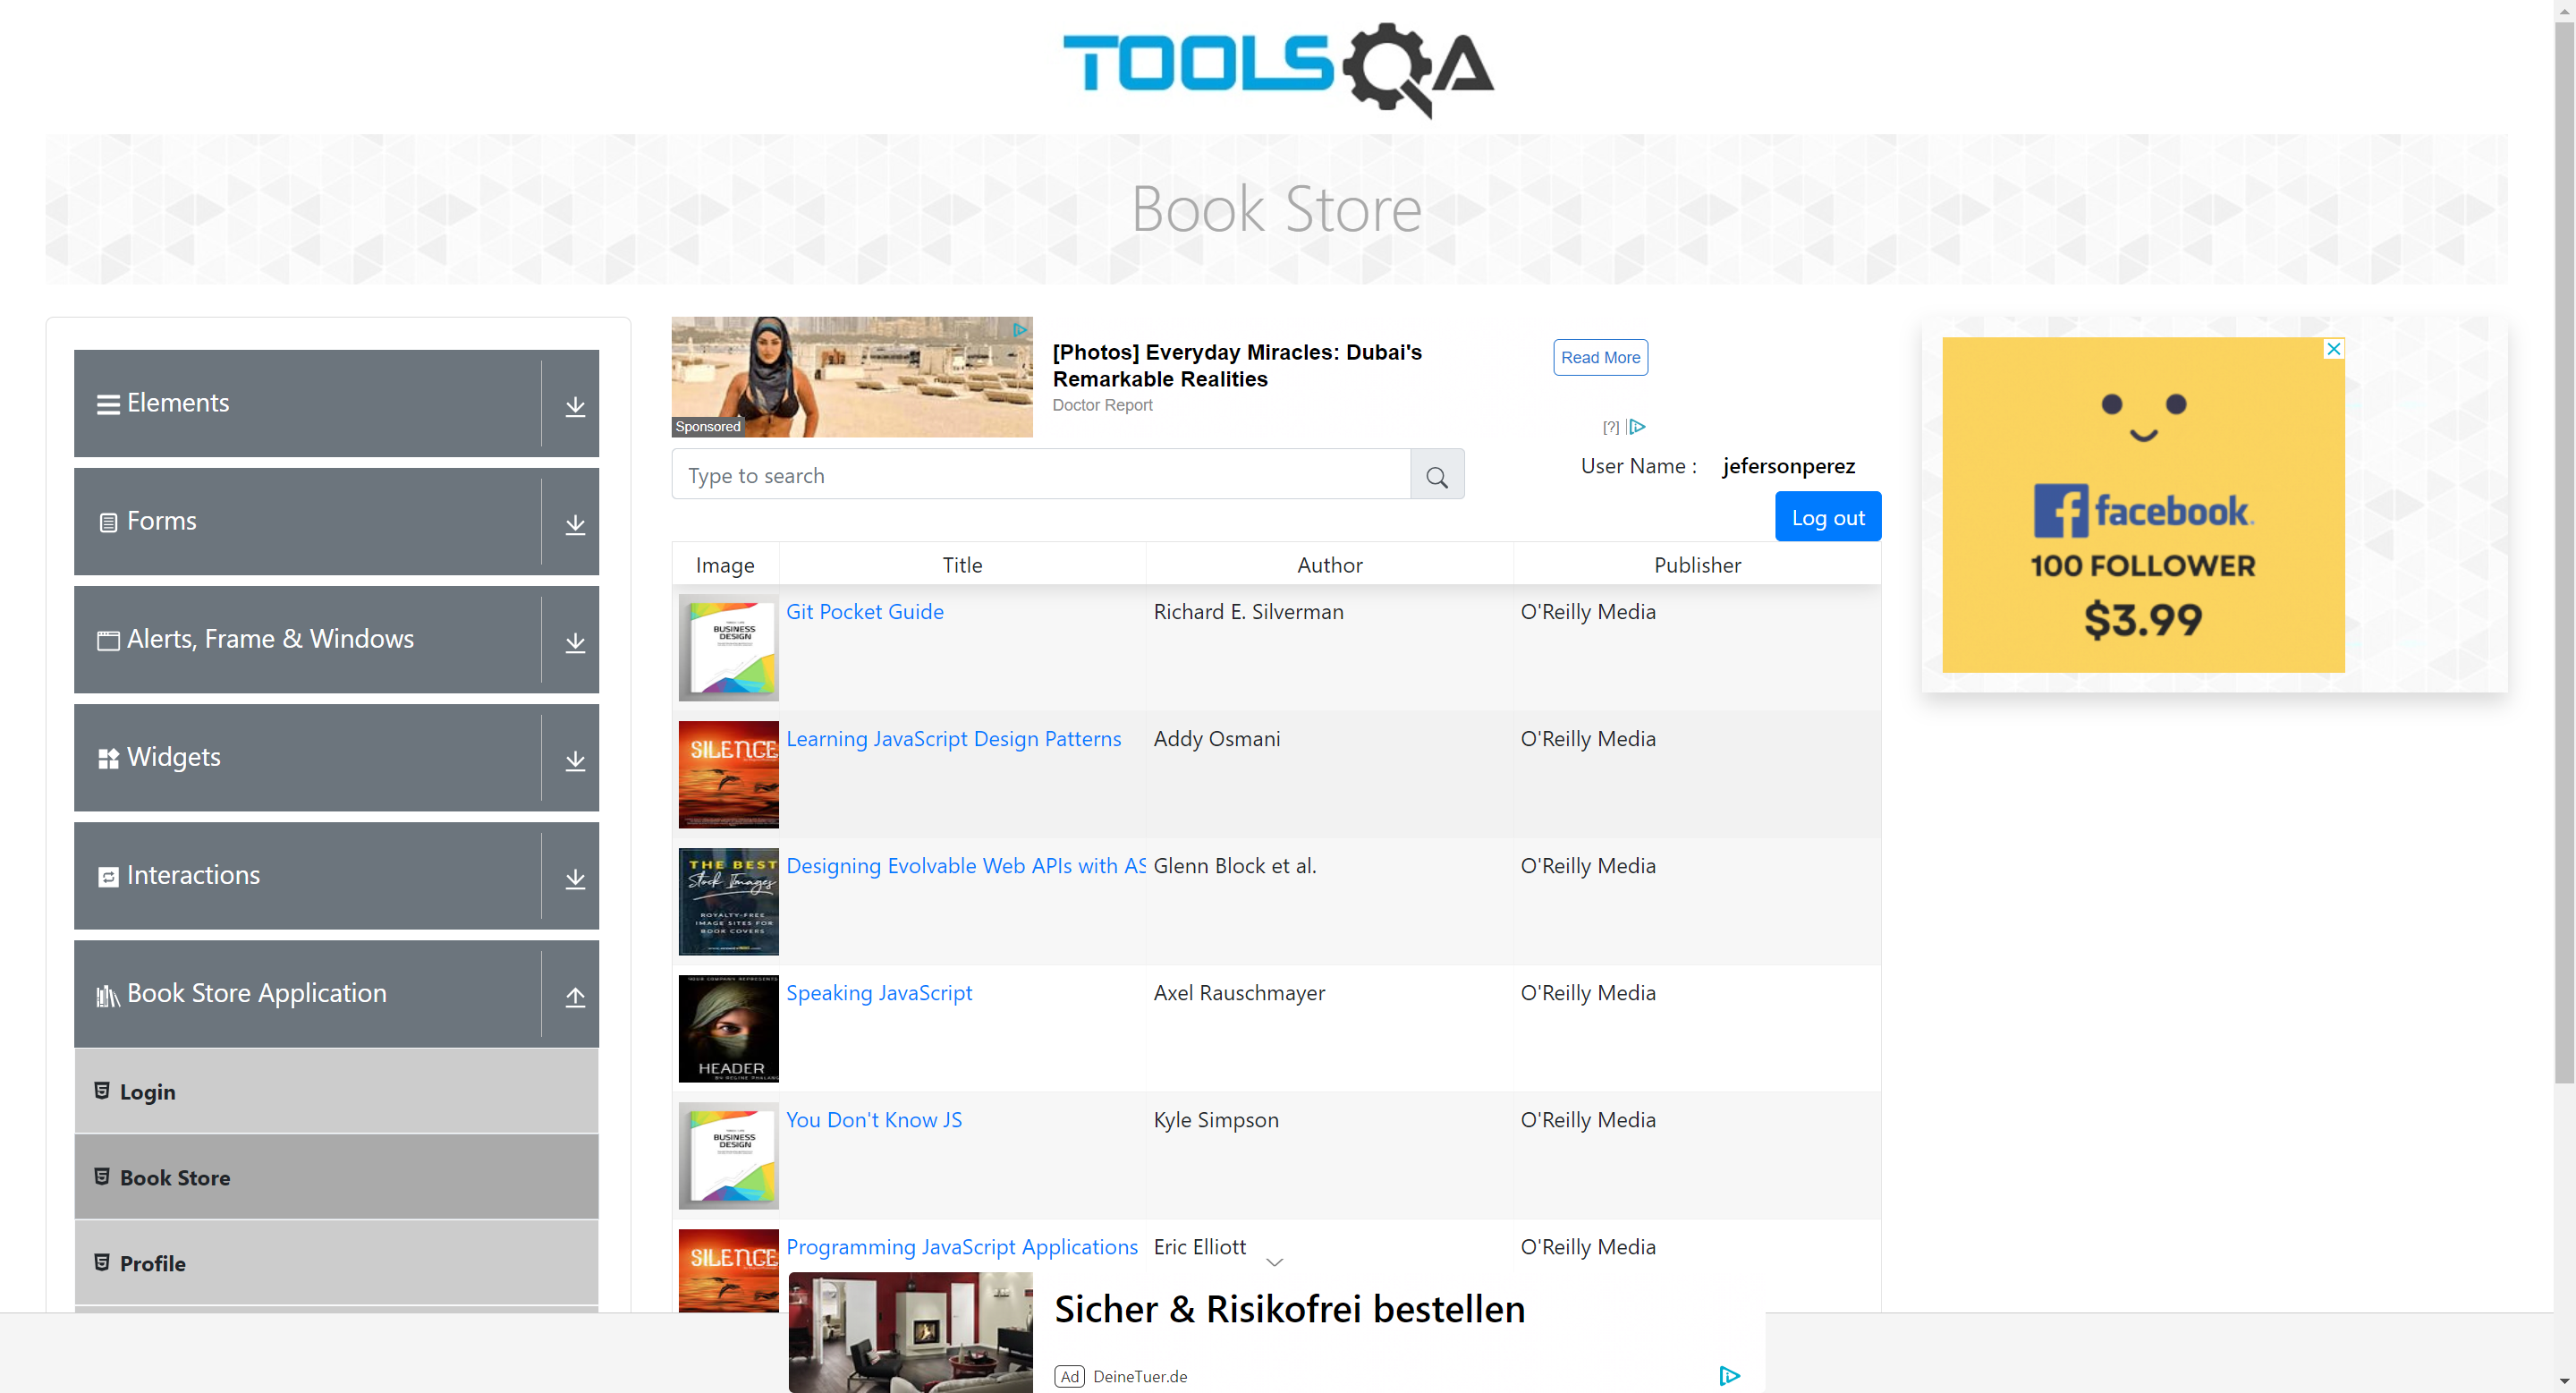 TOOLSQA
Book Store
Elements
Forms
Alerts, Frame & Windows
Widgets
Interactions
Book Store Application
Login
Book Store
Profile
Sponsored
[Photos] Everyday Miracles: Dubai's
Remarkable Realities
Doctor Report
Read More
[?]
Type to search
User Name : jefersonperez
Log out
Image Title Author Publisher
BUSINESS
DESIGN
Git Pocket Guide Richard E. Silverman O'Reilly Media
SILENCE
Learning JavaScript Design Patterns Addy Osmani O'Reilly Media
THE BEST
Stock Images
ROYALTY-FREE
IMAGE SITES FOR
BOOK COVERS
Designing Evolvable Web APIs with AS Glenn Block et al. O'Reilly Media
HEADER
Speaking JavaScript Axel Rauschmayer O'Reilly Media
BUSINESS
DESIGN
You Don't Know JS Kyle Simpson O'Reilly Media
SILENCE
Programming JavaScript Applications Eric Elliott O'Reilly Media
facebook
100 FOLLOWER
$3.99
Sicher & Risikofrei bestellen
Ad DeineTuer.de